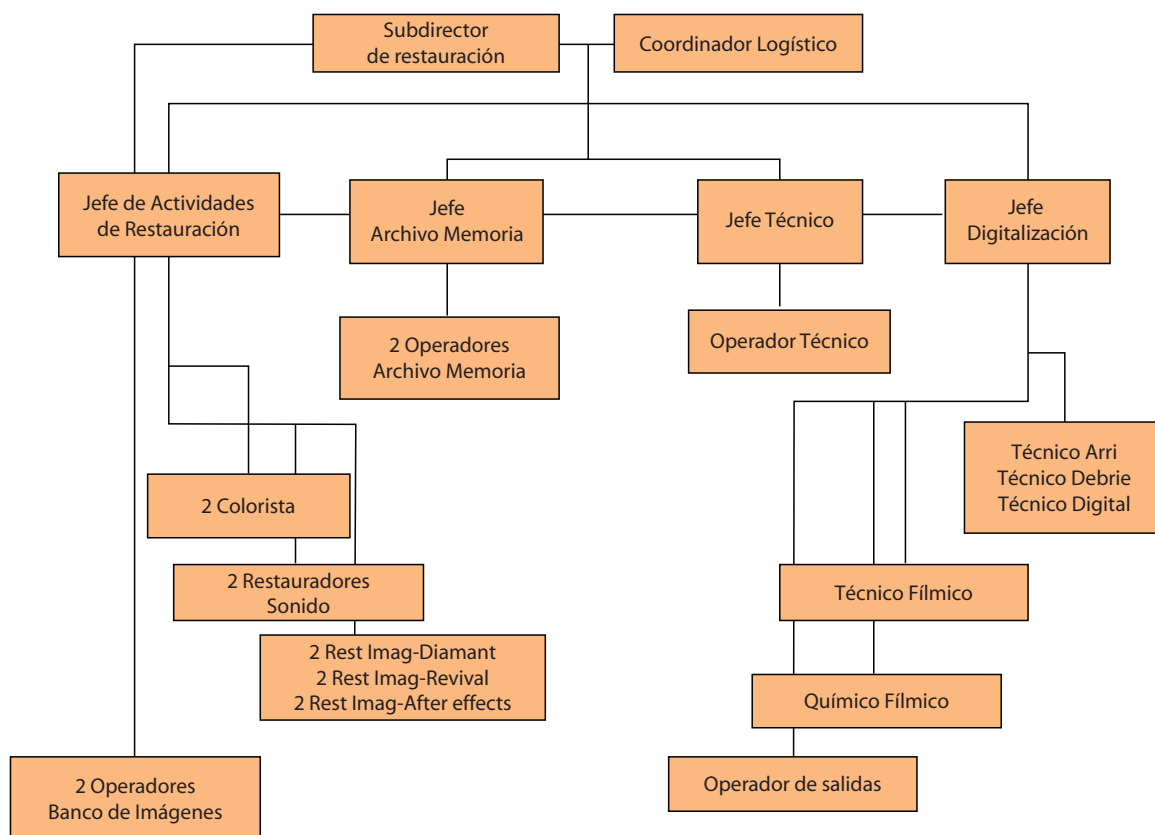 Subdirector
de restauración
Coordinador Logístico
Jefe de Actividades
de Restauración
Jefe
Archivo Memoria
Jefe Técnico
Jefe
Digitalización
2 Operadores
Archivo Memoria
Operador Técnico
Técnico Arri
Técnico Debrie
Técnico Digital
2 Colorista
2 Restauradores
Sonido
Técnico Fílmico
2 Rest Imag-Diamant
2 Rest Imag-Revival
2 Rest Imag-After effects
Químico Fílmico
2 Operadores
Banco de Imágenes
Operador de salidas